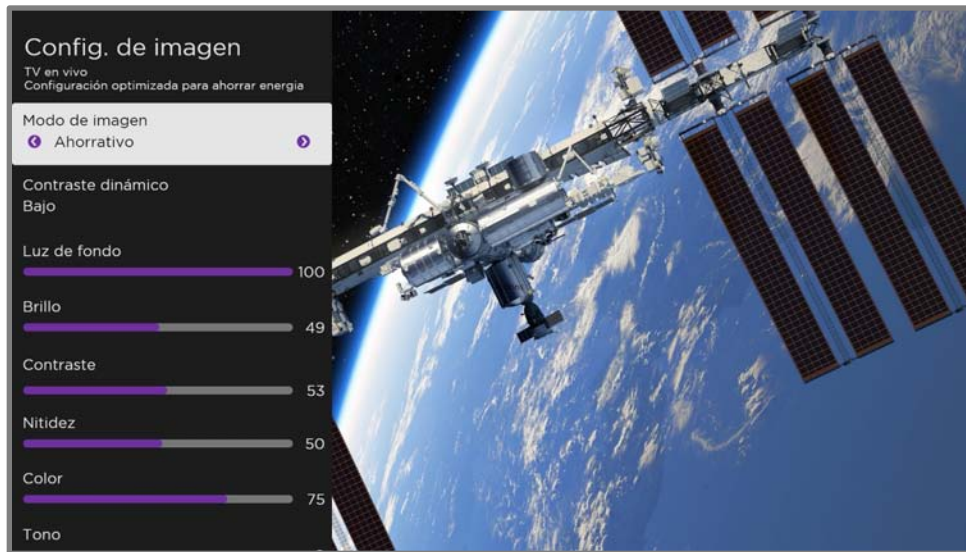 Config. de imagen
TV en vivo
Configuración optimizada para ahorrar energia
Modo de imagen
Ahorrativo
Contraste dinámico
Bajo
Luz de fondo
100
Brillo
49
Contraste
53
Nitidez
50
Color
75
Tono